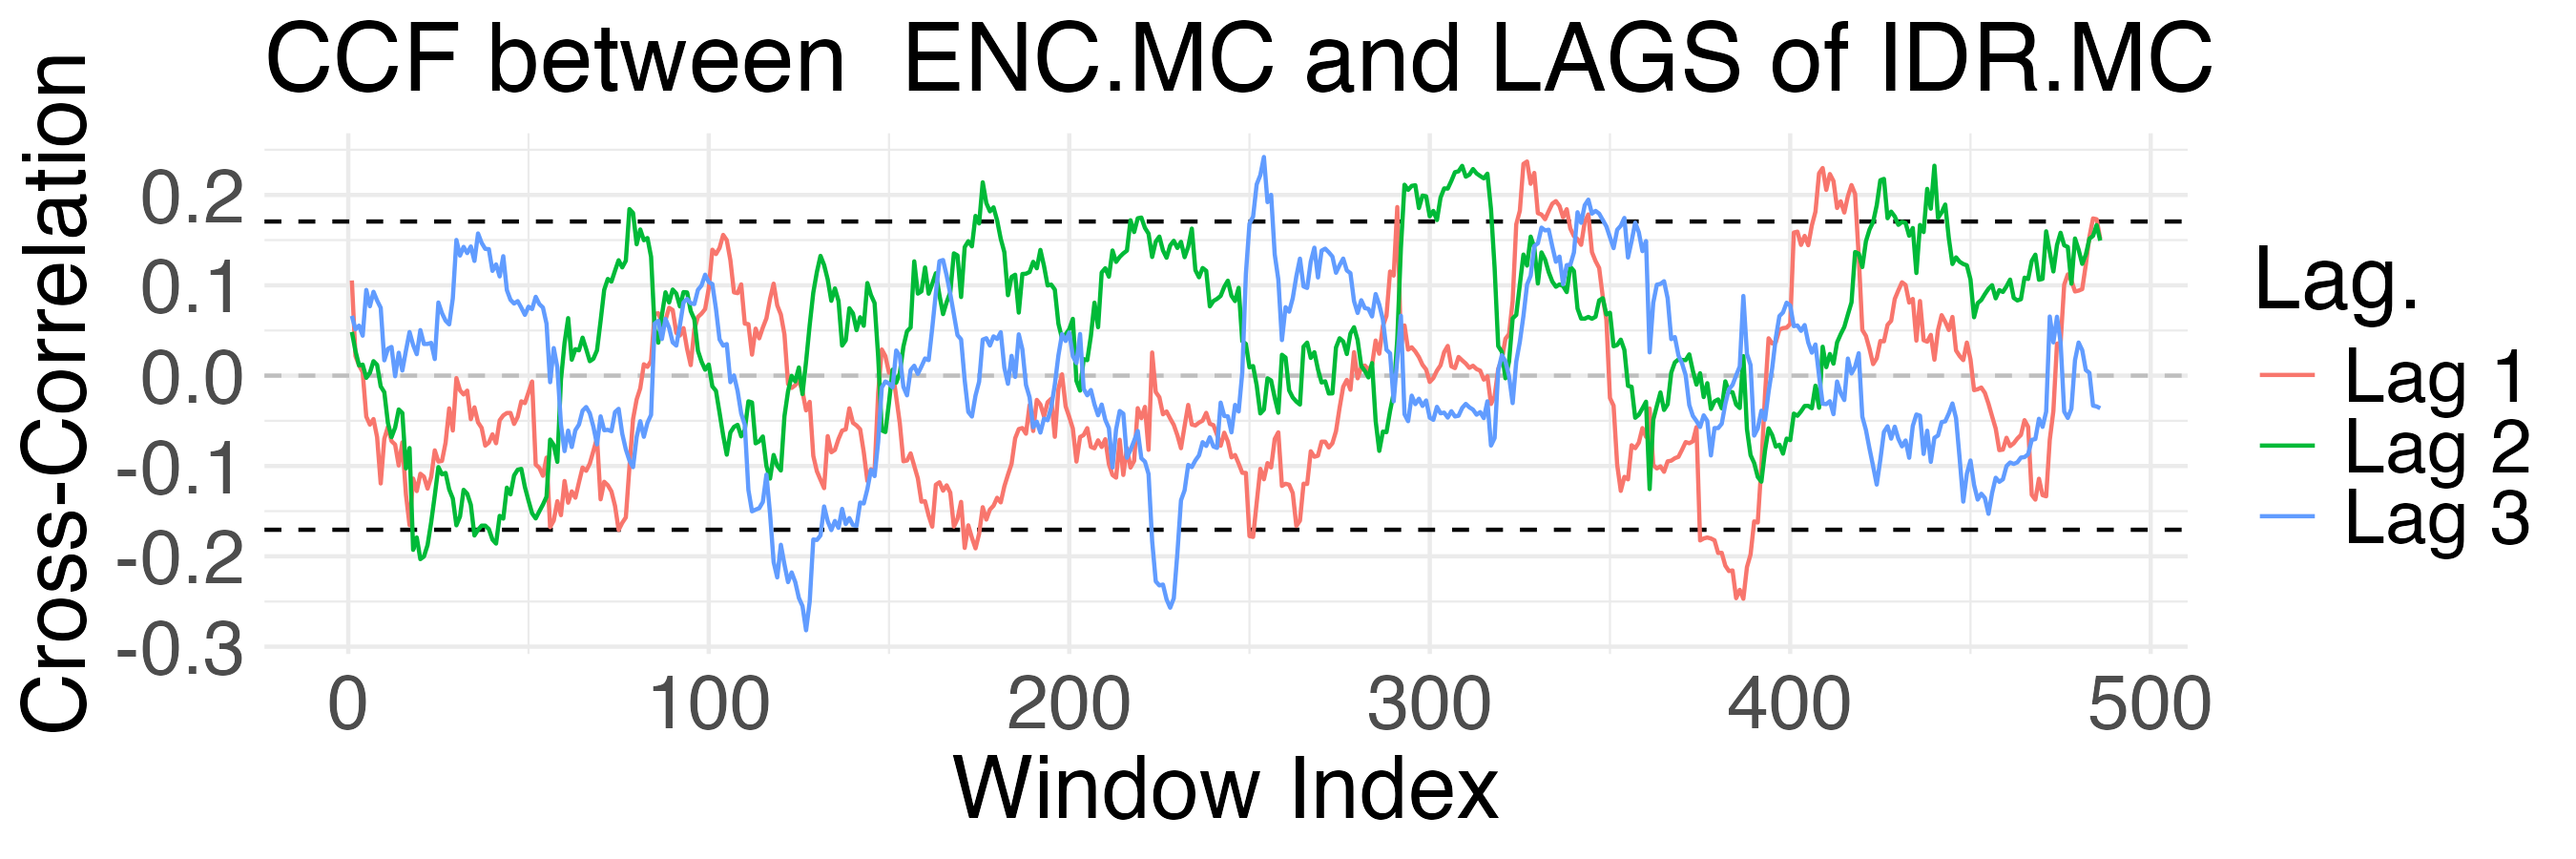 CCF between  ENC.MC and LAGS of IDR.MC
Cross-Correlation
0.2
0.1
0.0
-0.1
-0.2
-0.3
0 100 200 300 400 500
Window Index
Lag.
Lag 1
Lag 2
Lag 3